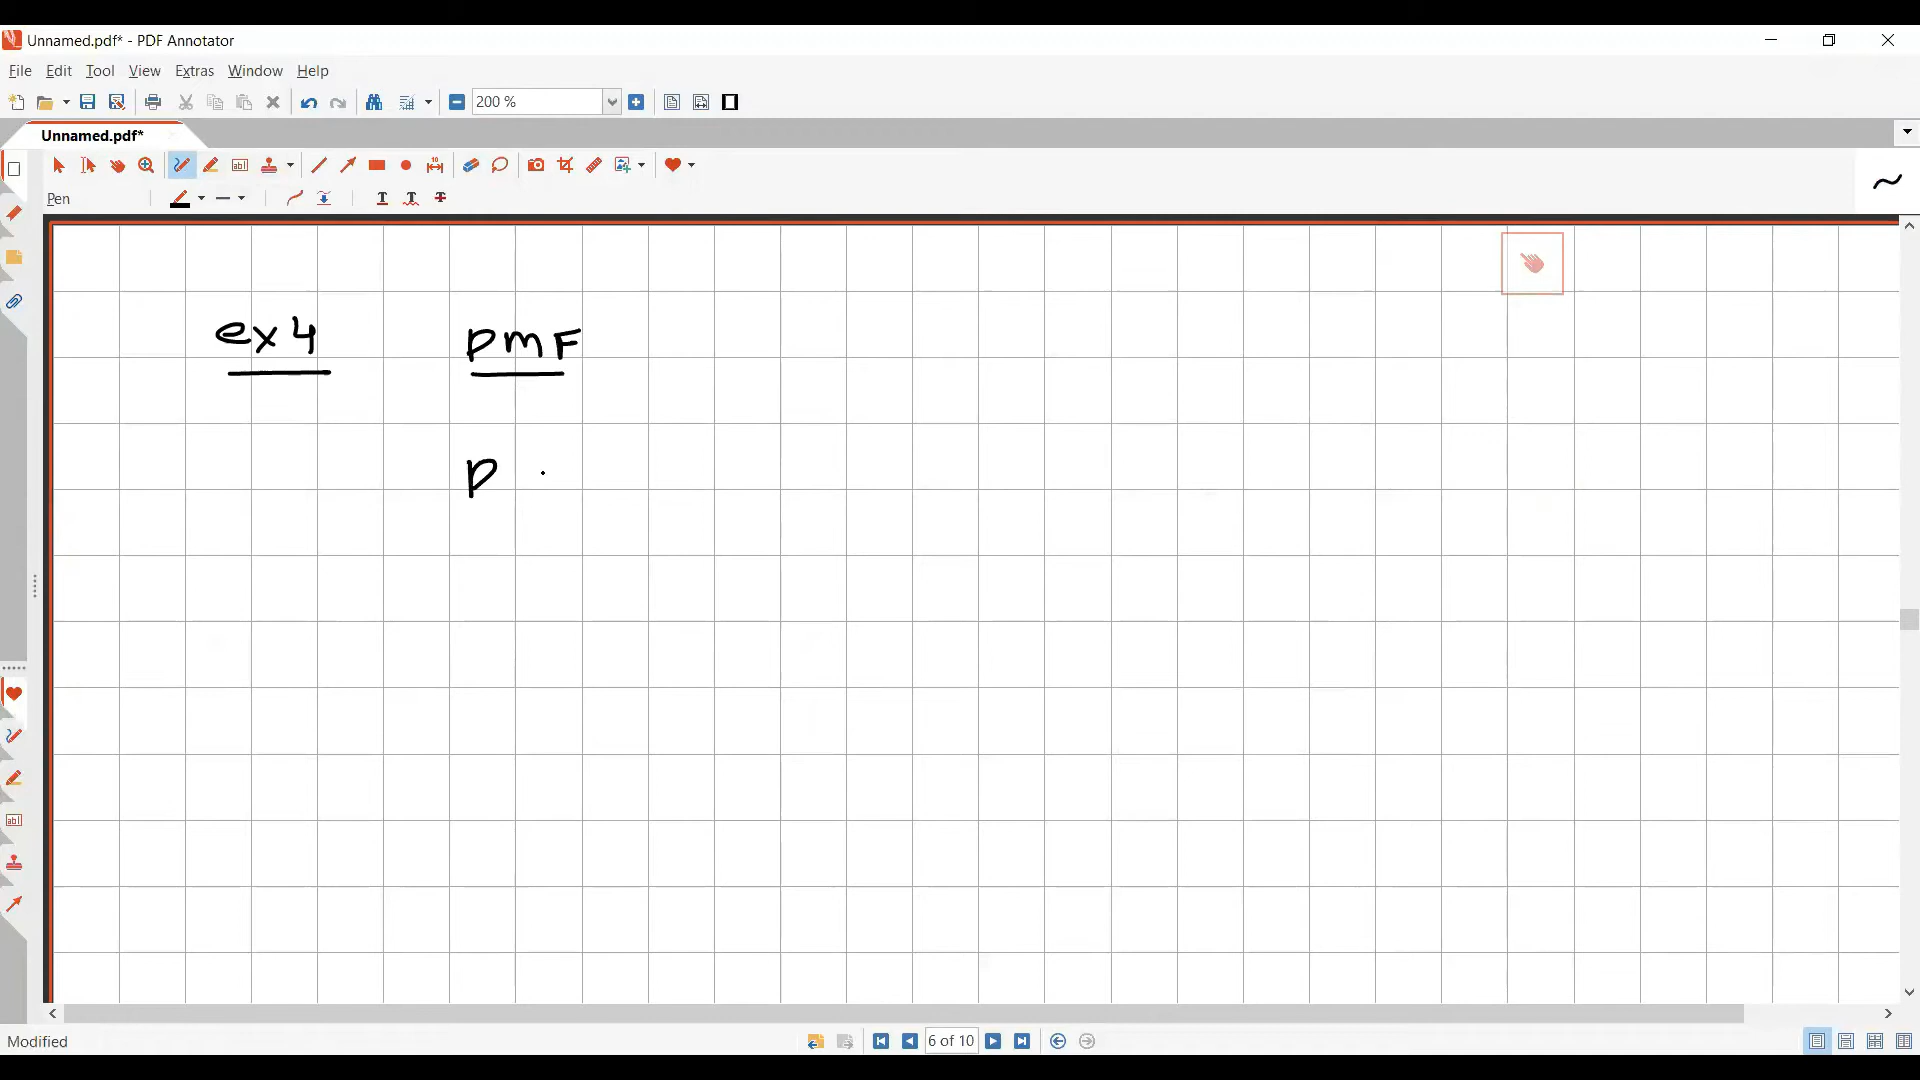 Unnamed.pdf* - PDF Annotator
File Edit Tool View Extras Window Help
200 %
Unnamed.pdf*
Pen
ex 4 pmF
p
6 of 10
Modified